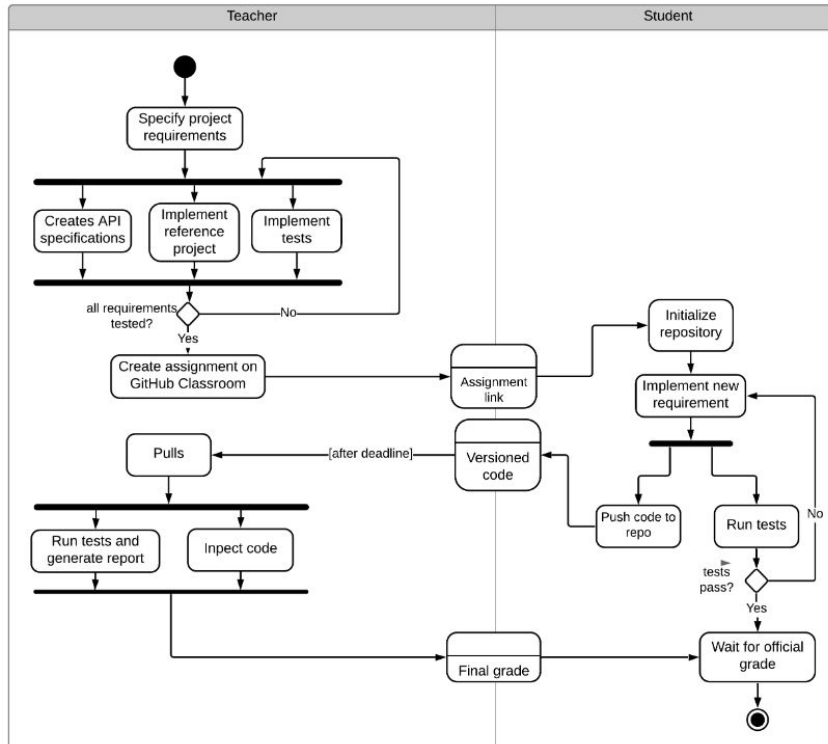 Teacher
Student
Specify project
requirements
Creates API
specifications
Implement
reference
project
Implement
tests
all requirements
tested?
No
Yes
Create assignment on
GitHub Classroom
Assignment
link
Initialize
repository
Implement new
requirement
Pulls
[after deadline]
Versioned
code
Push code to
repo
Run tests
No
tests
pass?
Yes
Run tests and
generate report
Inpect code
Final grade
Wait for official
grade